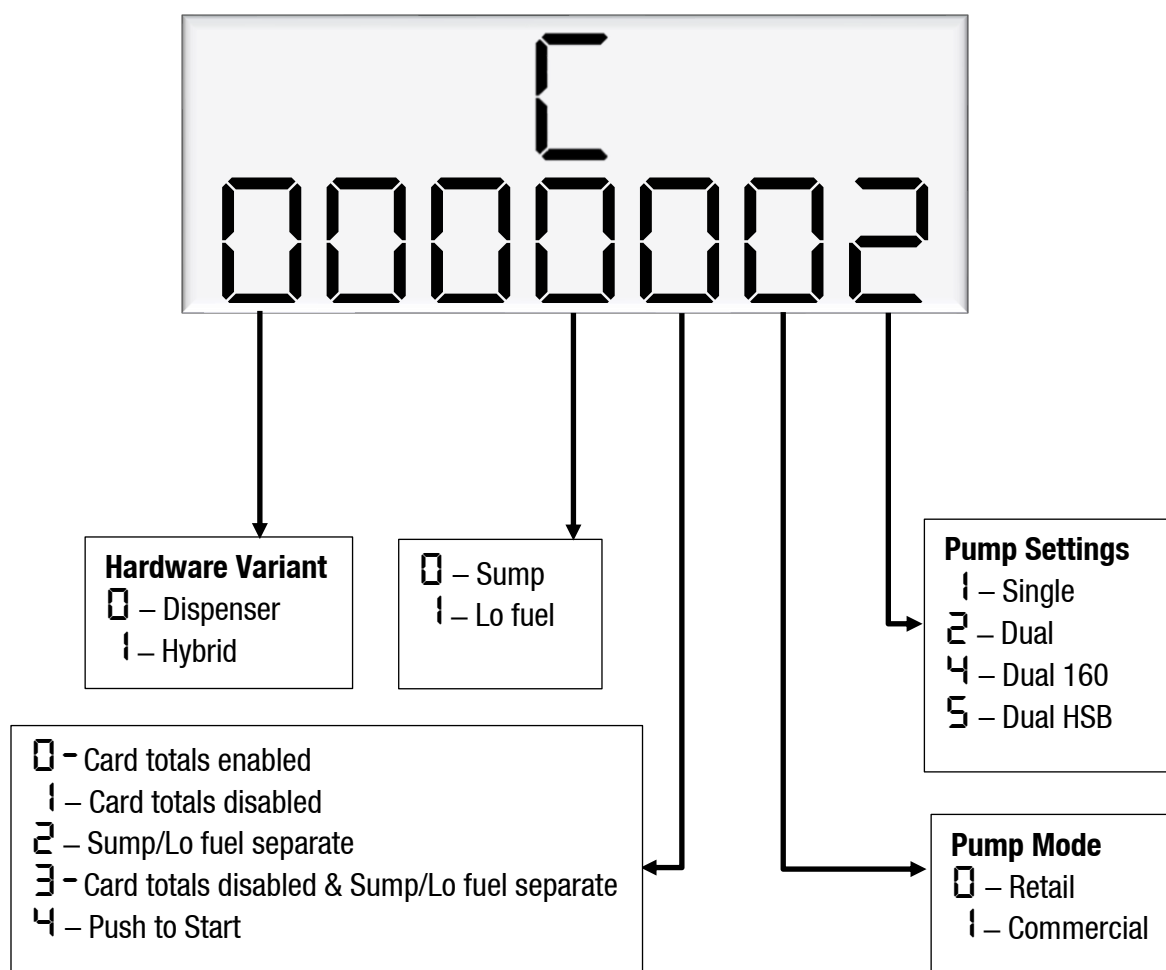 C
0000002
Hardware Variant
0 – Dispenser
1 – Hybrid
0 – Sump
1 – Lo fuel
Pump Settings
1 – Single
2 – Dual
4 – Dual 160
5 – Dual HSB
0 - Card totals enabled
1 – Card totals disabled
2 – Sump/Lo fuel separate
3 - Card totals disabled & Sump/Lo fuel separate
4 – Push to Start
Pump Mode
0 – Retail
1 – Commercial